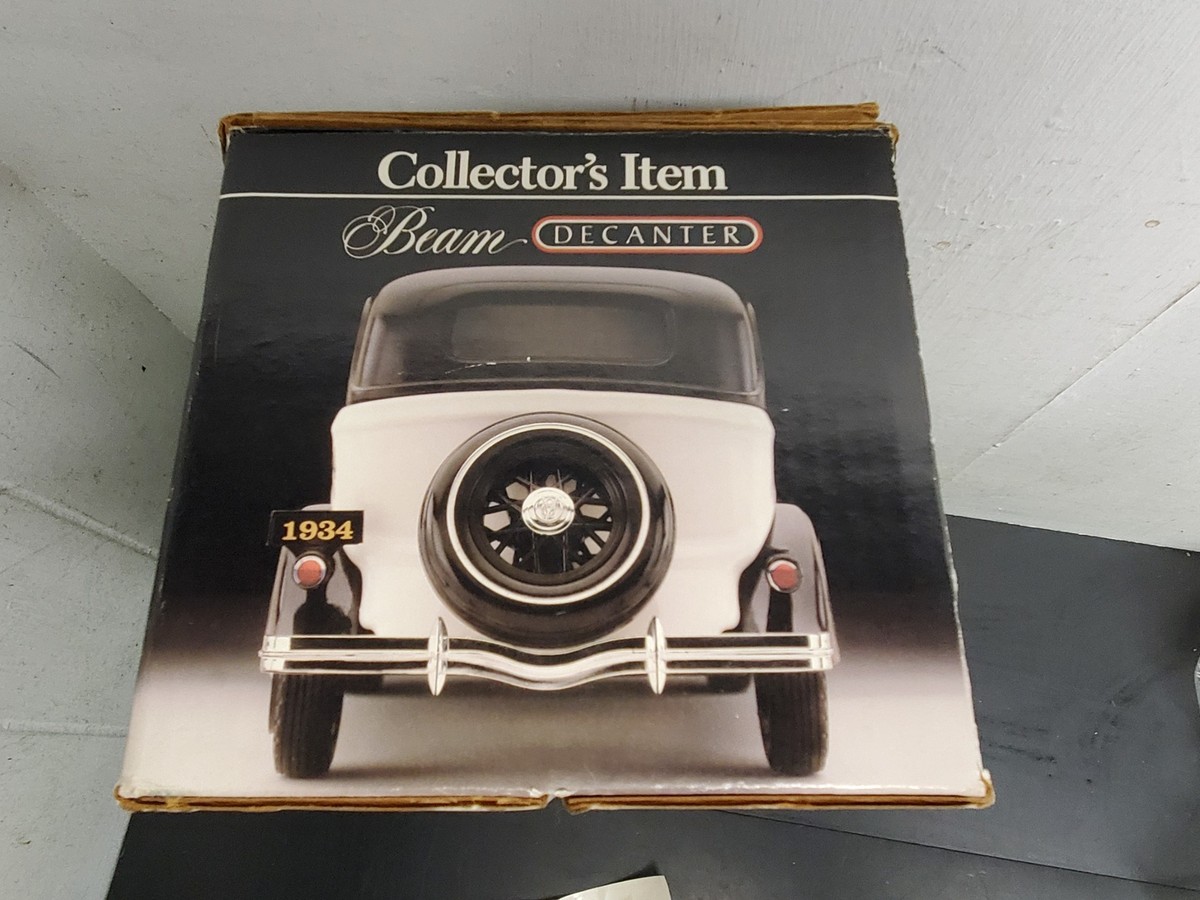 Collector's Item
Beam DECANTER
1934